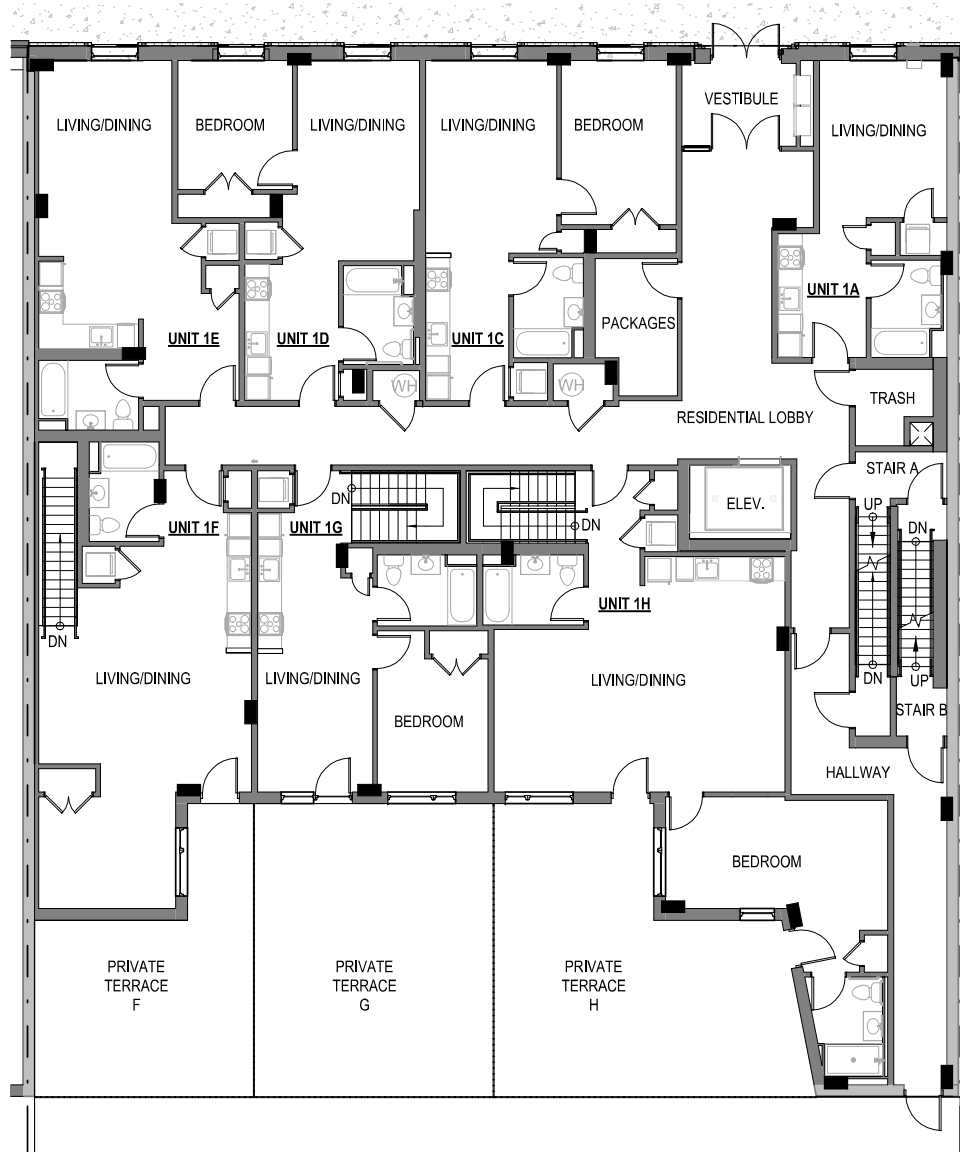 VESTIBULE
LIVING/DINING
BEDROOM
LIVING/DINING
LIVING/DINING
BEDROOM
LIVING/DINING
UNIT 1A
PACKAGES
UNIT 1E
UNIT 1D
UNIT 1C
WH
WH
TRASH
RESIDENTIAL LOBBY
STAIR A
DN
ELEV.
UP
UNIT 1F
UNIT 1G
DN
DN
UNIT 1H
DN
LIVING/DINING
LIVING/DINING
LIVING/DINING
DN
UP
BEDROOM
STAIR B
HALLWAY
BEDROOM
PRIVATE
TERRACE
F
PRIVATE
TERRACE
G
PRIVATE
TERRACE
H